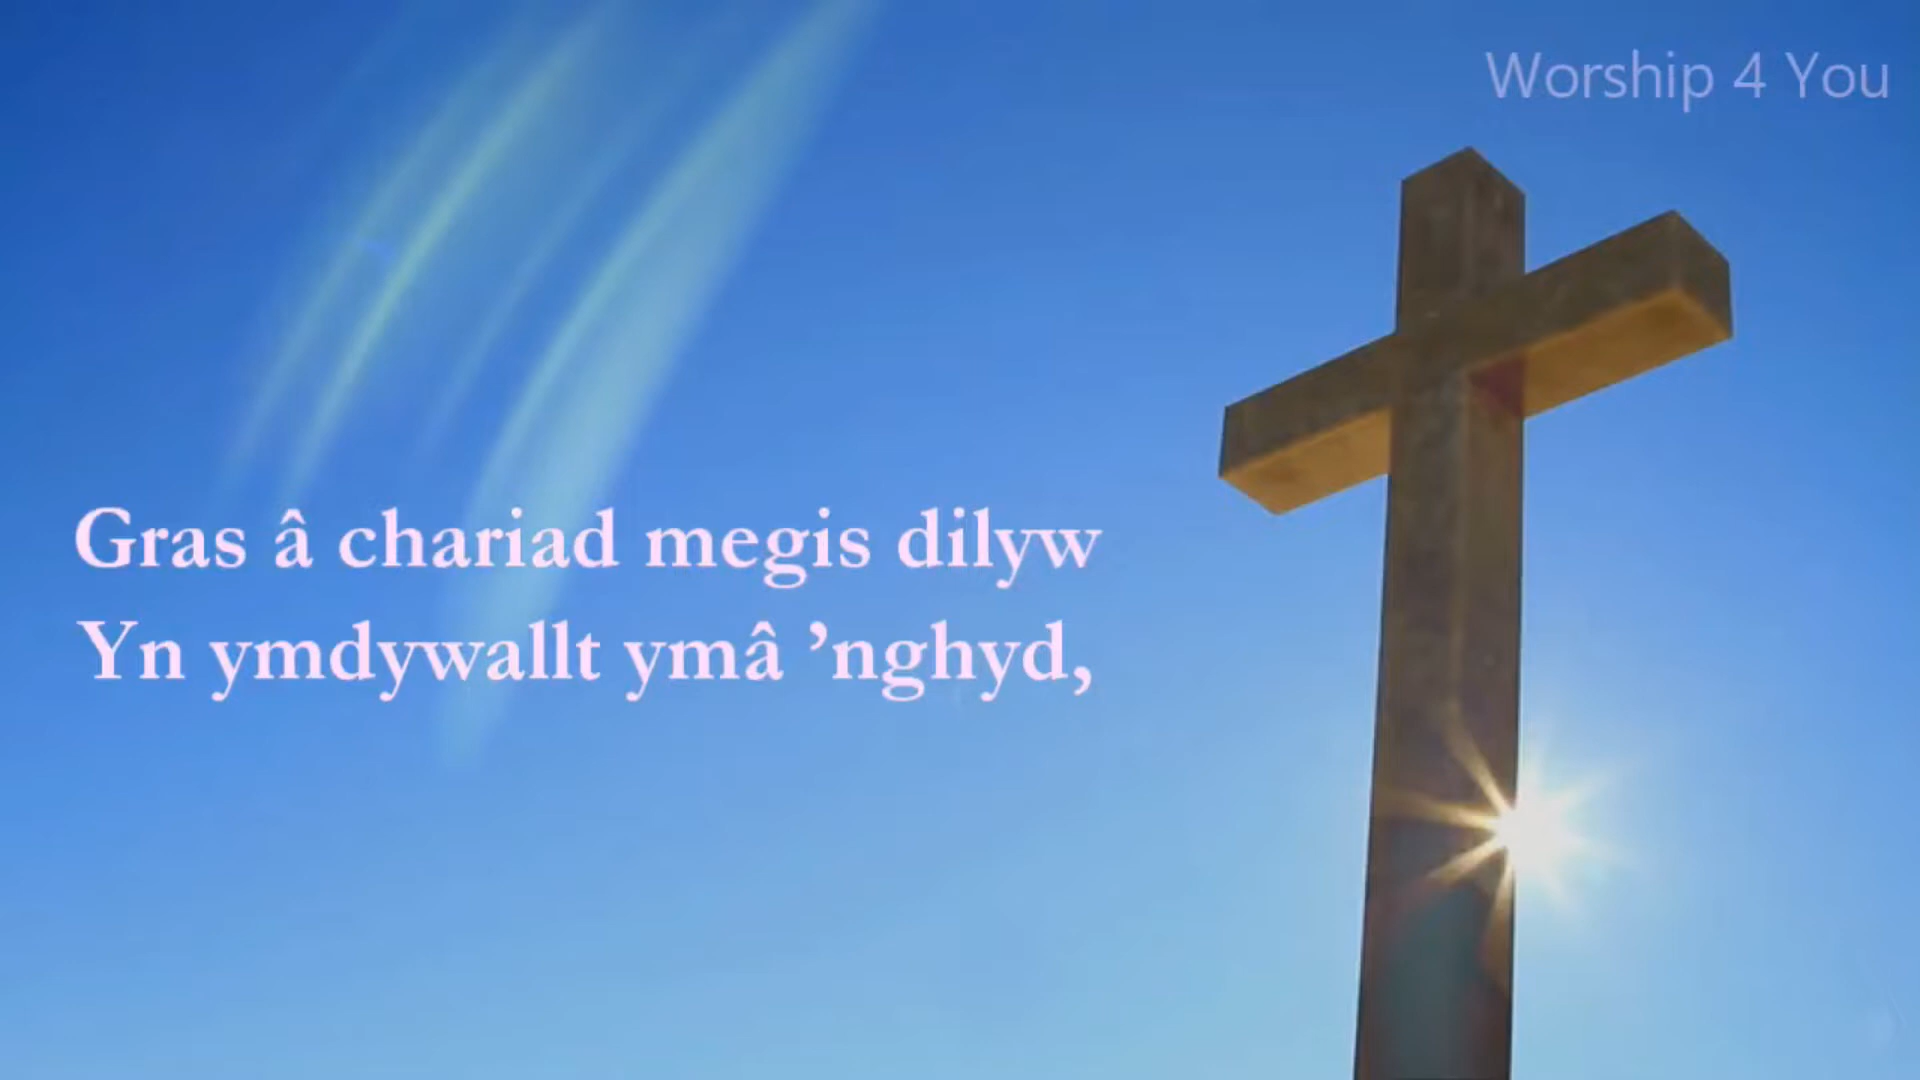 Worship 4 You
Gras â chariad megis dilyw
Yn ymdywallt ymâ ’nghyd,